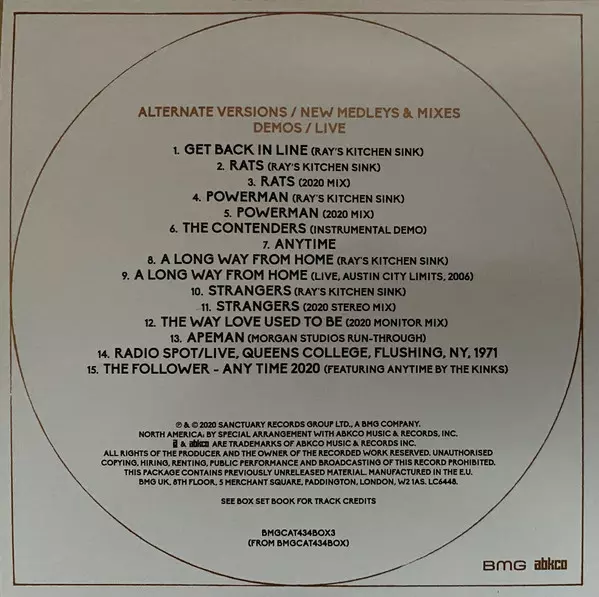 ALTERNATE VERSIONS / NEW MEDLEYS & MIXES
DEMOS / LIVE
1. GET BACK IN LINE (RAY'S KITCHEN SINK)
2. RATS (RAY'S KITCHEN SINK)
3. RATS (2020 MIX)
4. POWERMAN (RAY'S KITCHEN SINK)
5. POWERMAN (2020 MIX)
6. THE CONTENDERS (INSTRUMENTAL DEMO)
7. ANYTIME
8. A LONG WAY FROM HOME (RAY'S KITCHEN SINK)
9. A LONG WAY FROM HOME (LIVE, AUSTIN CITY LIMITS, 2006)
10. STRANGERS (RAY'S KITCHEN SINK)
11. STRANGERS (2020 STEREO MIX)
12. THE WAY LOVE USED TO BE (2020 MONITOR MIX)
13. APEMAN (MORGAN STUDIOS RUN-THROUGH)
14. RADIO SPOT/LIVE, QUEENS COLLEGE, FLUSHING, NY, 1971
15. THE FOLLOWER - ANY TIME 2020 (FEATURING ANYTIME BY THE KINKS)
℗ & © 2020 SANCTUARY RECORDS GROUP LTD., A BMG COMPANY.
NORTH AMERICA: BY SPECIAL ARRANGEMENT WITH ABKCO MUSIC & RECORDS, INC.
& abkco ARE TRADEMARKS OF ABKCO MUSIC & RECORDS INC.
ALL RIGHTS OF THE PRODUCER AND THE OWNER OF THE RECORDED WORK RESERVED. UNAUTHORISED
COPYING, HIRING, RENTING, PUBLIC PERFORMANCE AND BROADCASTING OF THIS RECORD PROHIBITED.
THIS PACKAGE CONTAINS PREVIOUSLY UNRELEASED MATERIAL. MANUFACTURED IN THE E.U.
BMG UK, 8TH FLOOR, 5 MERCHANT SQUARE, PADDINGTON, LONDON, W2 1AS. LC6448.
SEE BOX SET BOOK FOR TRACK CREDITS
BMGCAT434BOX3
(FROM BMGCAT434BOX)
BMG abkco